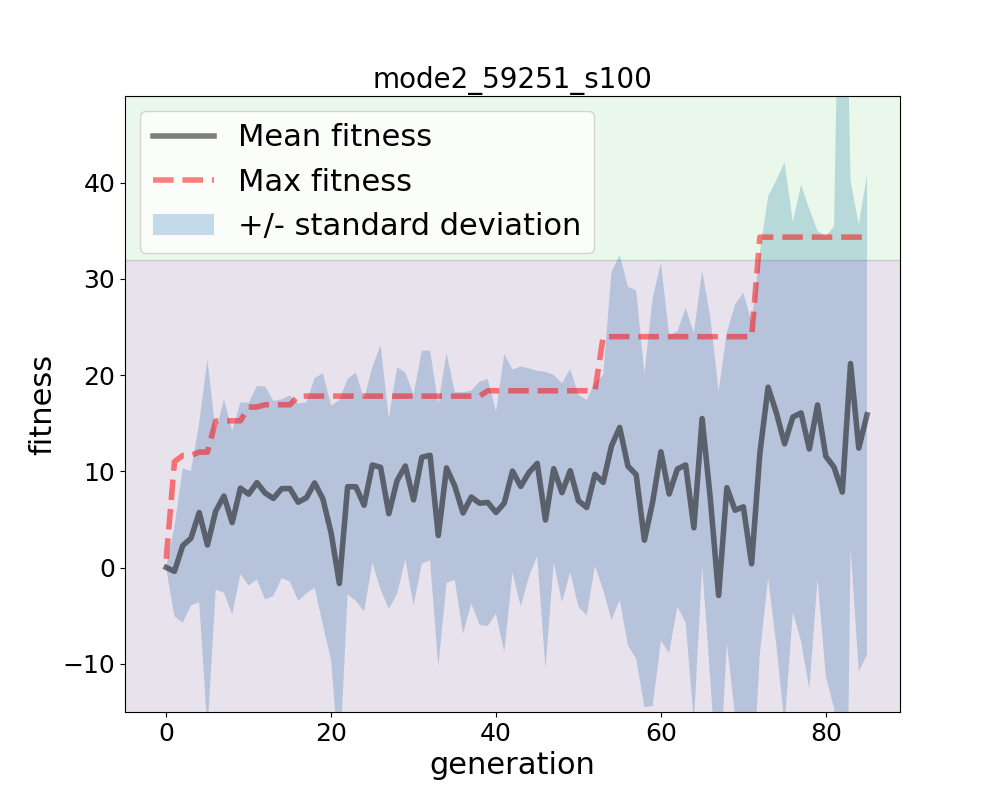 mode2_59251_s100
Mean fitness
Max fitness
+/- standard deviation
fitness
40
30
20
10
0
−10
0 20 40 60 80
generation